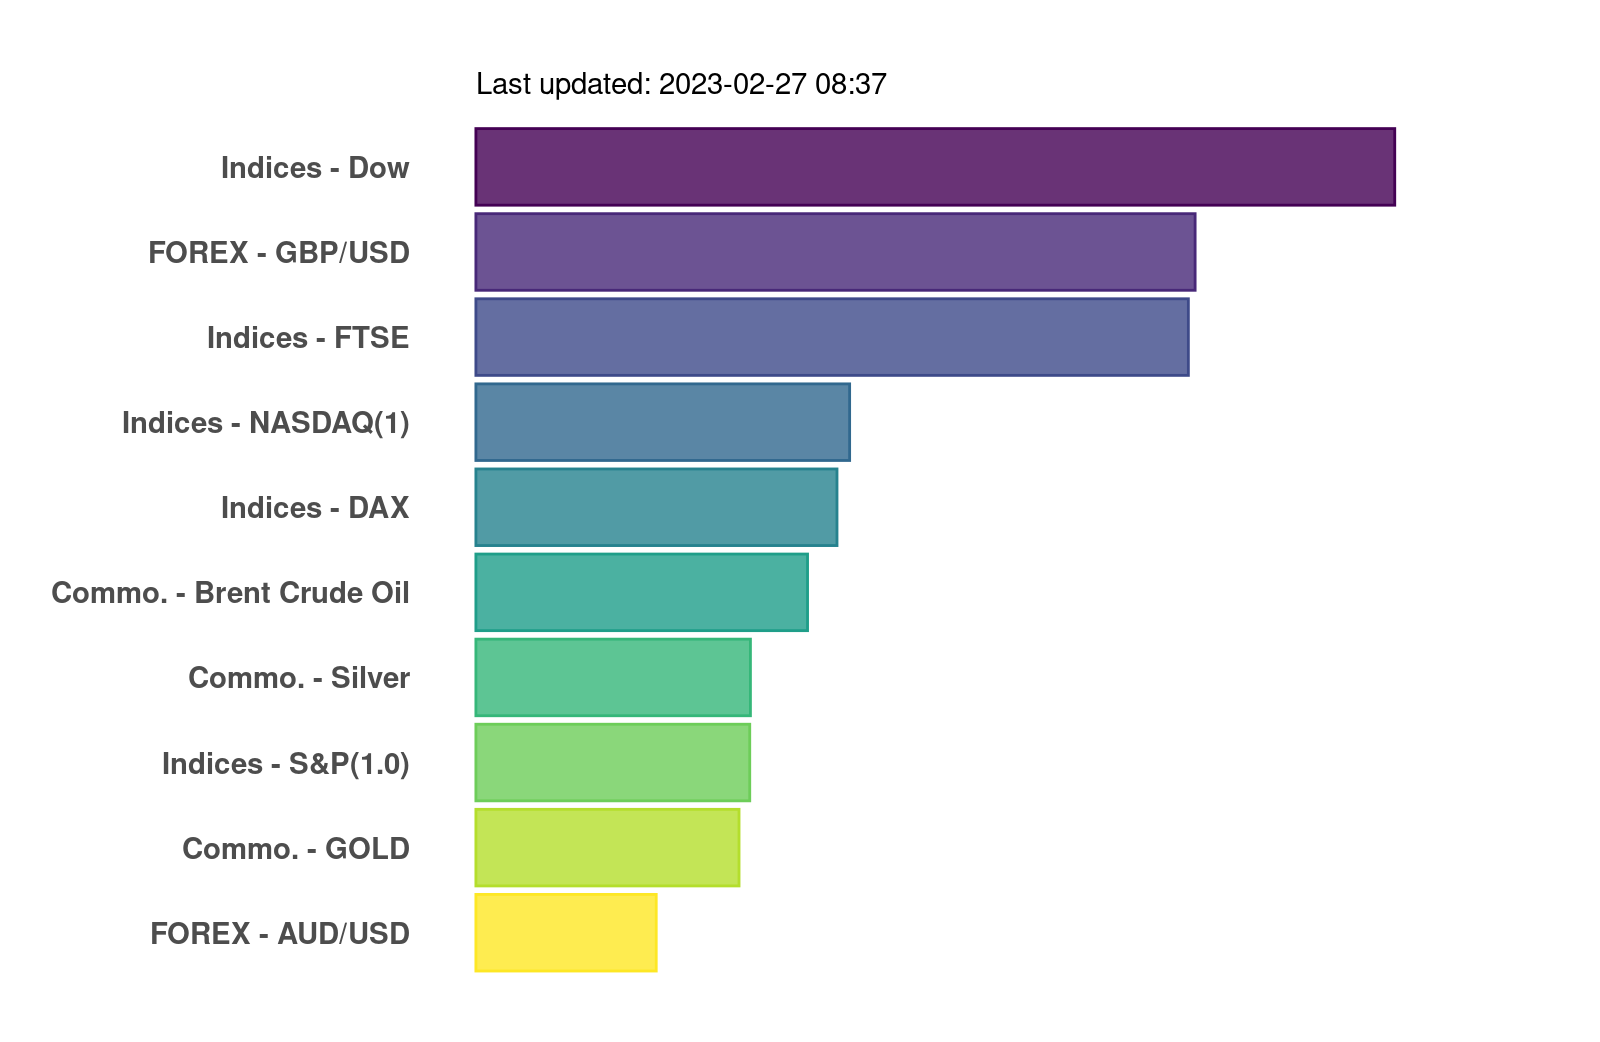 Last updated: 2023-02-27 08:37
Indices - Dow
FOREX - GBP/USD
Indices - FTSE
Indices - NASDAQ(1)
Indices - DAX
Commo. - Brent Crude Oil
Commo. - Silver
Indices - S&P(1.0)
Commo. - GOLD
FOREX - AUD/USD